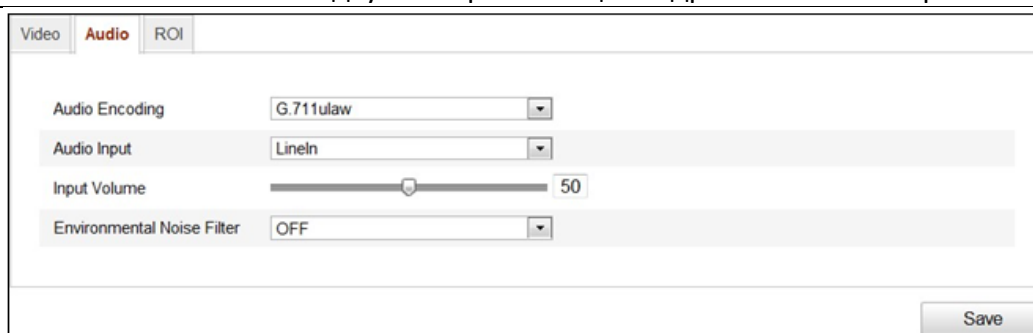 Video Audio ROI
Audio Encoding G.711ulaw
Audio Input LineIn
Input Volume 50
Environmental Noise Filter OFF
Save